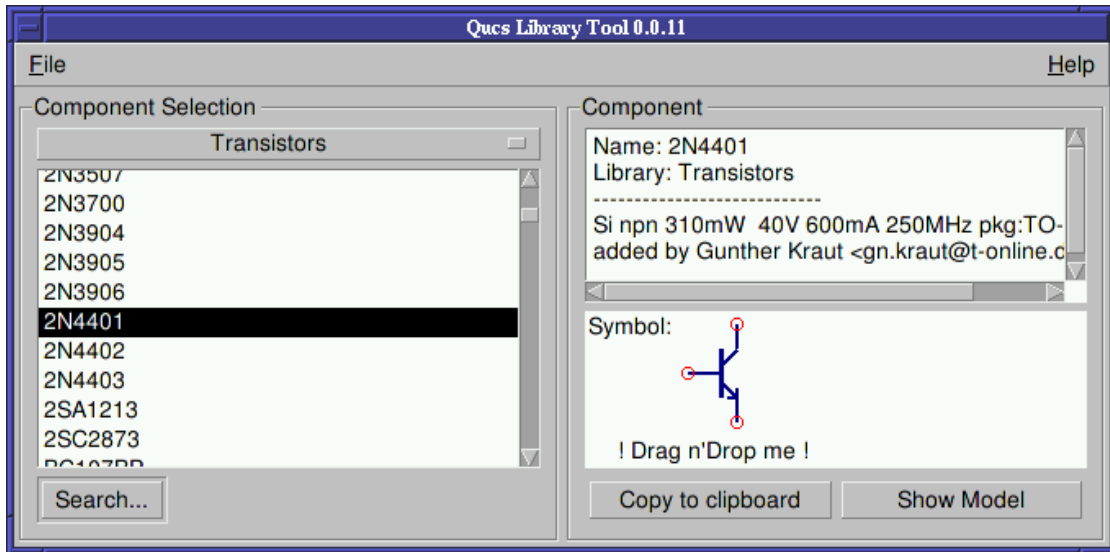 Qucs Library Tool 0.0.11
File
Help
Component Selection
Transistors
2N3507
2N3700
2N3904
2N3905
2N3906
2N4401
2N4402
2N4403
2SA1213
2SC2873
BC107BP
Search...
Component
Name: 2N4401
Library: Transistors
----------------------------
Si npn 310mW  40V 600mA 250MHz pkg:TO-
added by Gunther Kraut <gn.kraut@t-online.d
Symbol:
! Drag n'Drop me !
Copy to clipboard
Show Model